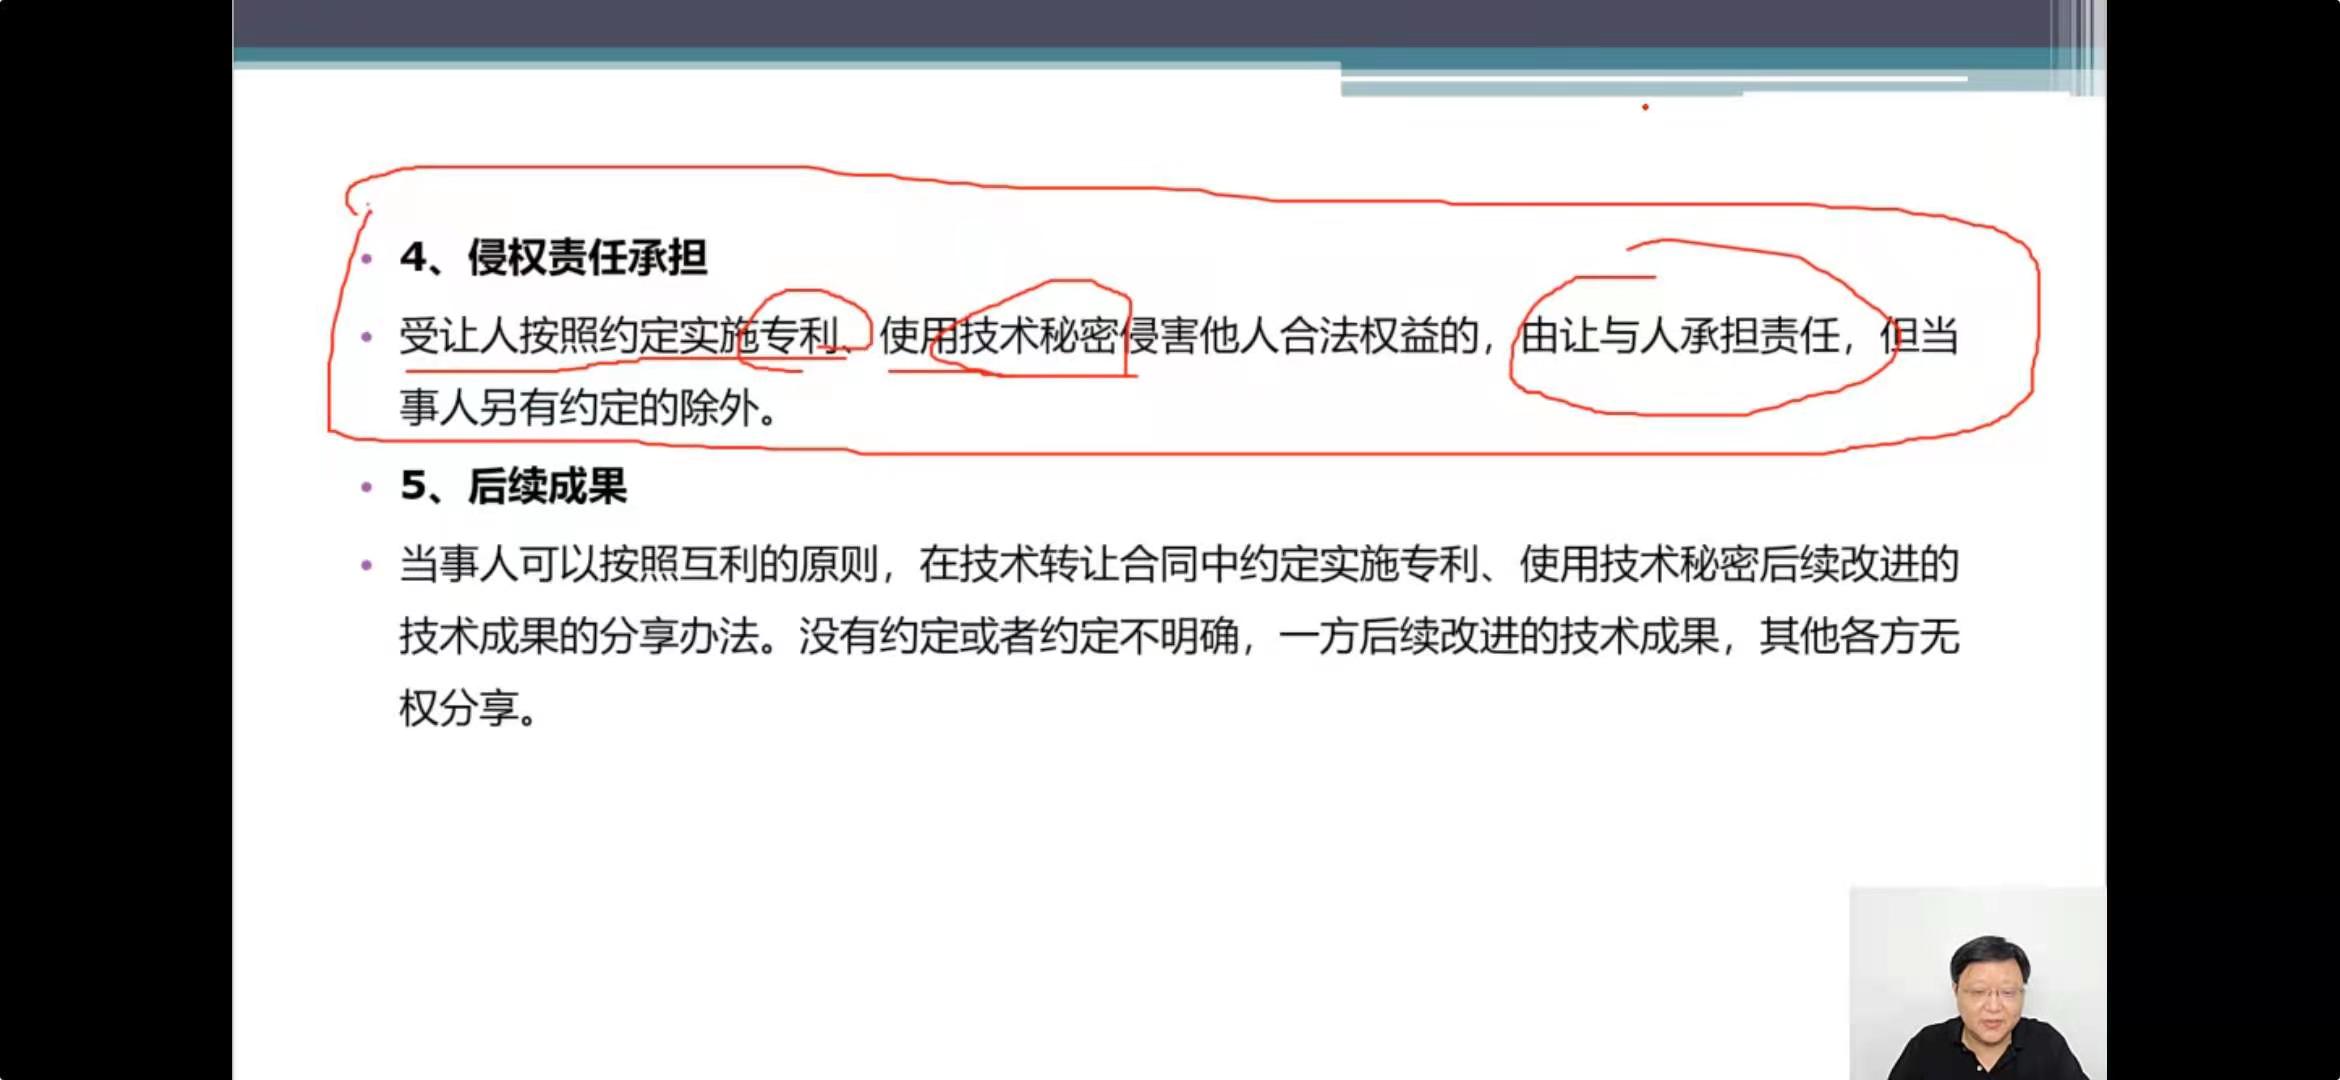 4、侵权责任承担
受让人按照约定实施专利、使用技术秘密侵害他人合法权益的，由让与人承担责任，但当
事人另有约定的除外。
5、后续成果
当事人可以按照互利的原则，在技术转让合同中约定实施专利、使用技术秘密后续改进的
技术成果的分享办法。没有约定或者约定不明确，一方后续改进的技术成果，其他各方无
权分享。